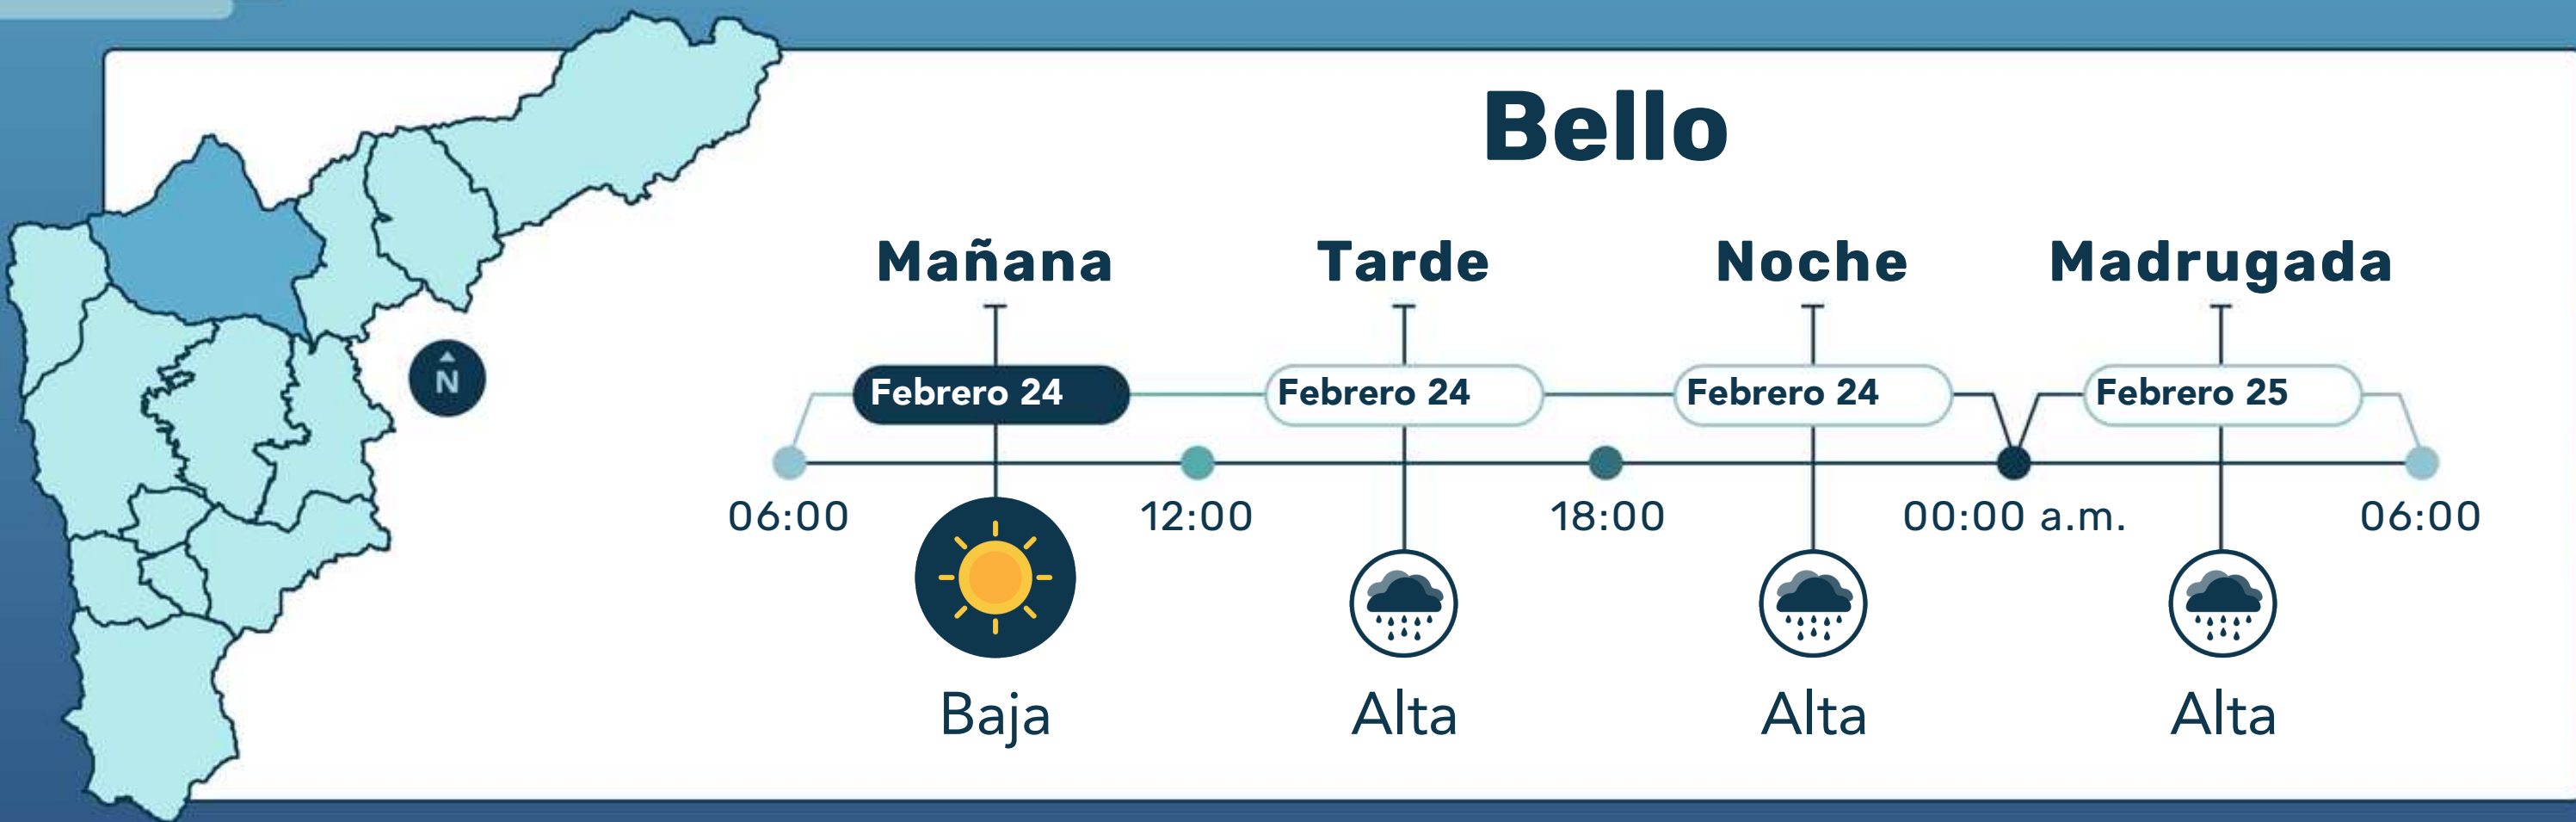 Bello
Mañana Tarde Noche Madrugada
N
Febrero 24 Febrero 24 Febrero 24 Febrero 25
06:00 12:00 18:00 00:00 a.m. 06:00
Baja Alta Alta Alta